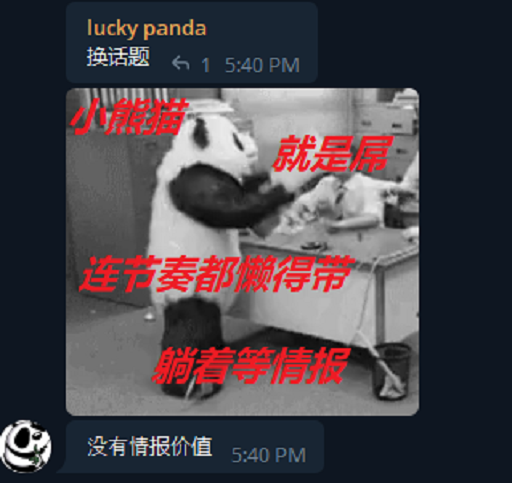 lucky panda
换话题 1 5:40 PM
小熊猫
就是屌
连节奏都懒得带
躺着等情报
没有情报价值 5:40 PM